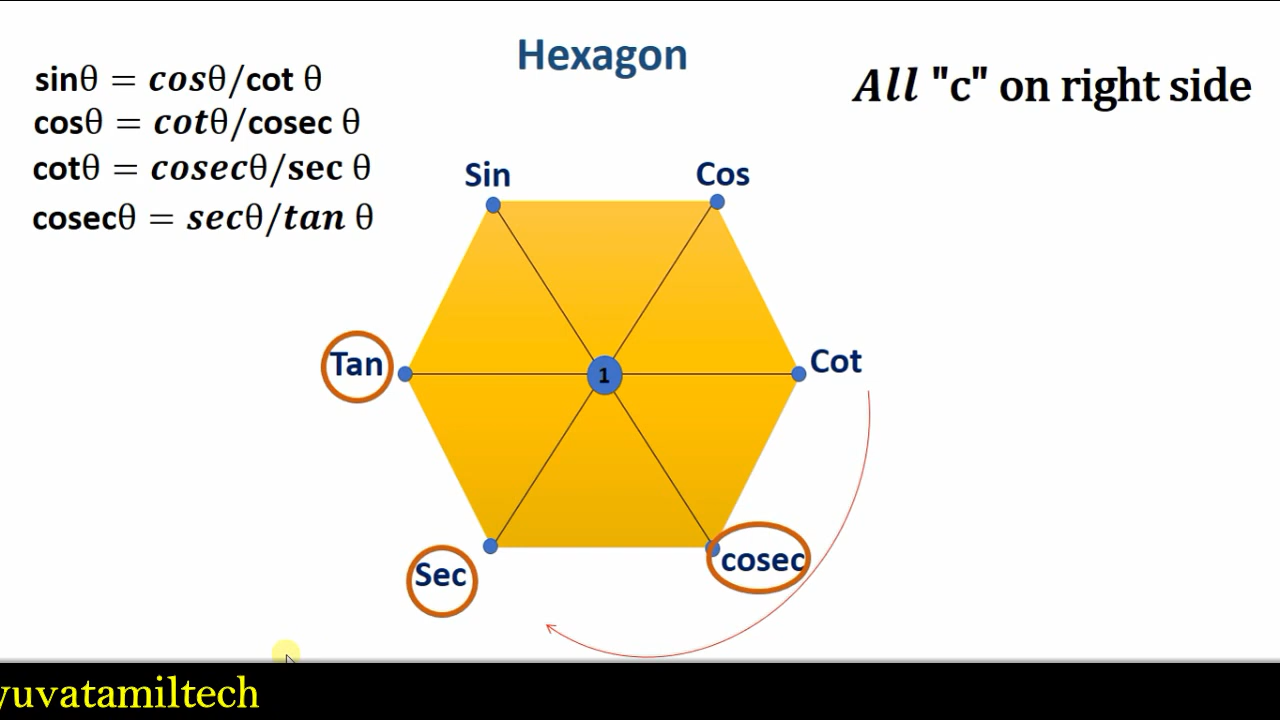 Hexagon
sinθ = cosθ/cot θ
cosθ = cotθ/cosec θ
cotθ = cosecθ/sec θ
cosecθ = secθ/tan θ
All "c" on right side
Sin
Cos
Tan
1
Cot
Sec
cosec
yuvatamiltech